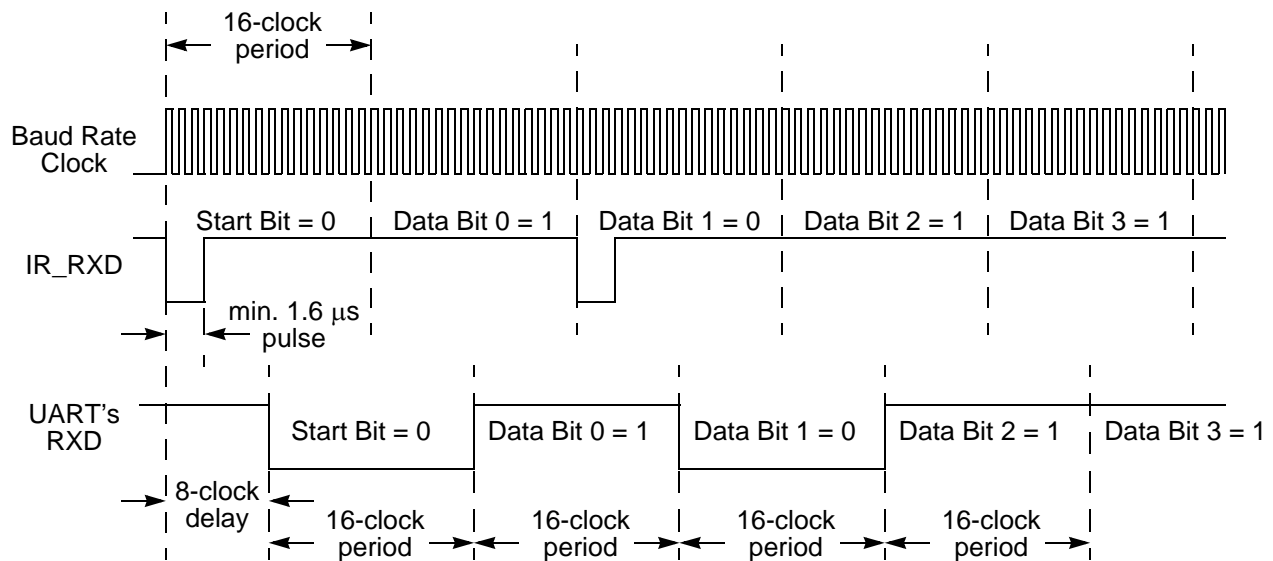 16-clock
period
Baud Rate
Clock
Start Bit = 0
Data Bit 0 = 1
Data Bit 1 = 0
Data Bit 2 = 1
Data Bit 3 = 1
IR_RXD
min. 1.6 μs
pulse
UART's
RXD
Start Bit = 0
Data Bit 0 = 1
Data Bit 1 = 0
Data Bit 2 = 1
Data Bit 3 = 1
8-clock
delay
16-clock
period
16-clock
period
16-clock
period
16-clock
period